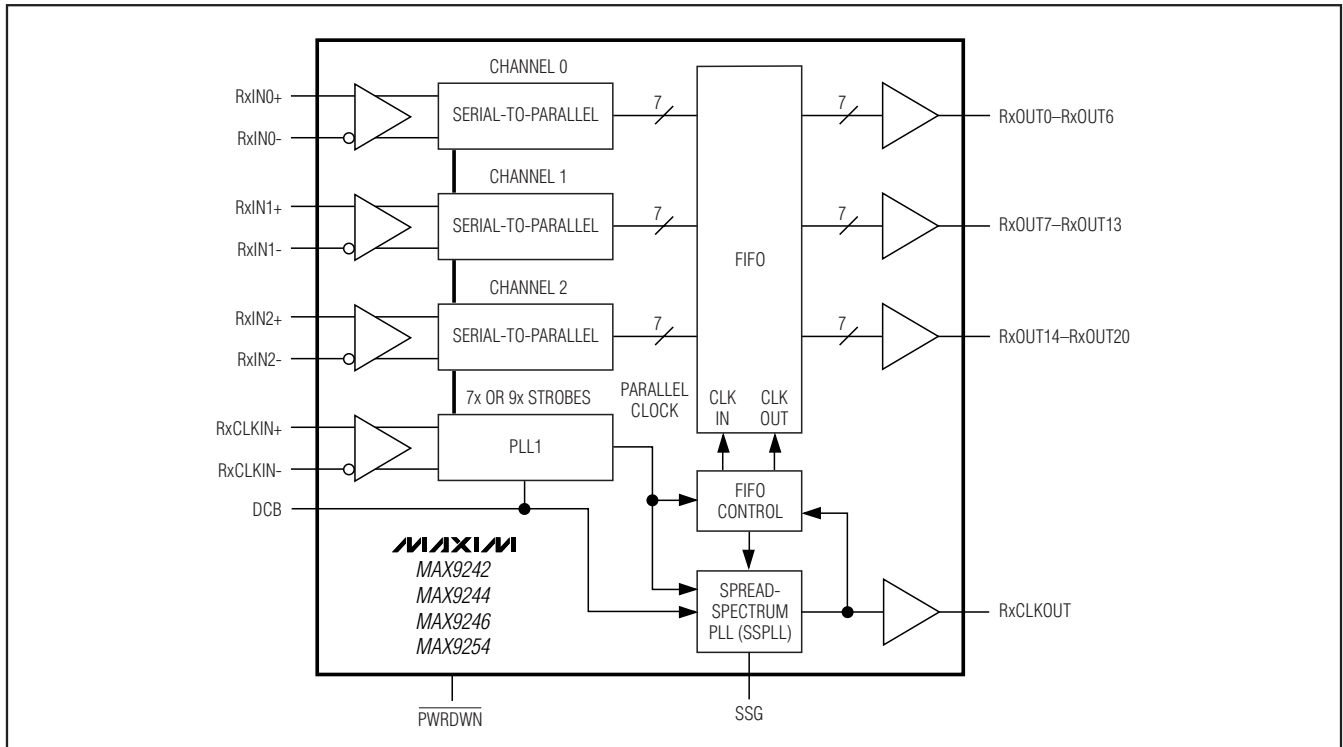 CHANNEL 0
RxIN0+
RxIN0-
SERIAL-TO-PARALLEL
7
7
RxOUT0–RxOUT6
CHANNEL 1
RxIN1+
RxIN1-
SERIAL-TO-PARALLEL
7
FIFO
7
RxOUT7–RxOUT13
CHANNEL 2
RxIN2+
RxIN2-
SERIAL-TO-PARALLEL
7
7
RxOUT14–RxOUT20
7x OR 9x STROBES
PARALLEL
CLOCK
CLK
IN
CLK
OUT
RxCLKIN+
RxCLKIN-
PLL1
DCB
FIFO
CONTROL
MAXIM
MAX9242
MAX9244
MAX9246
MAX9254
SPREAD-
SPECTRUM
PLL (SSPLL)
RxCLKOUT
PWRDWN
SSG